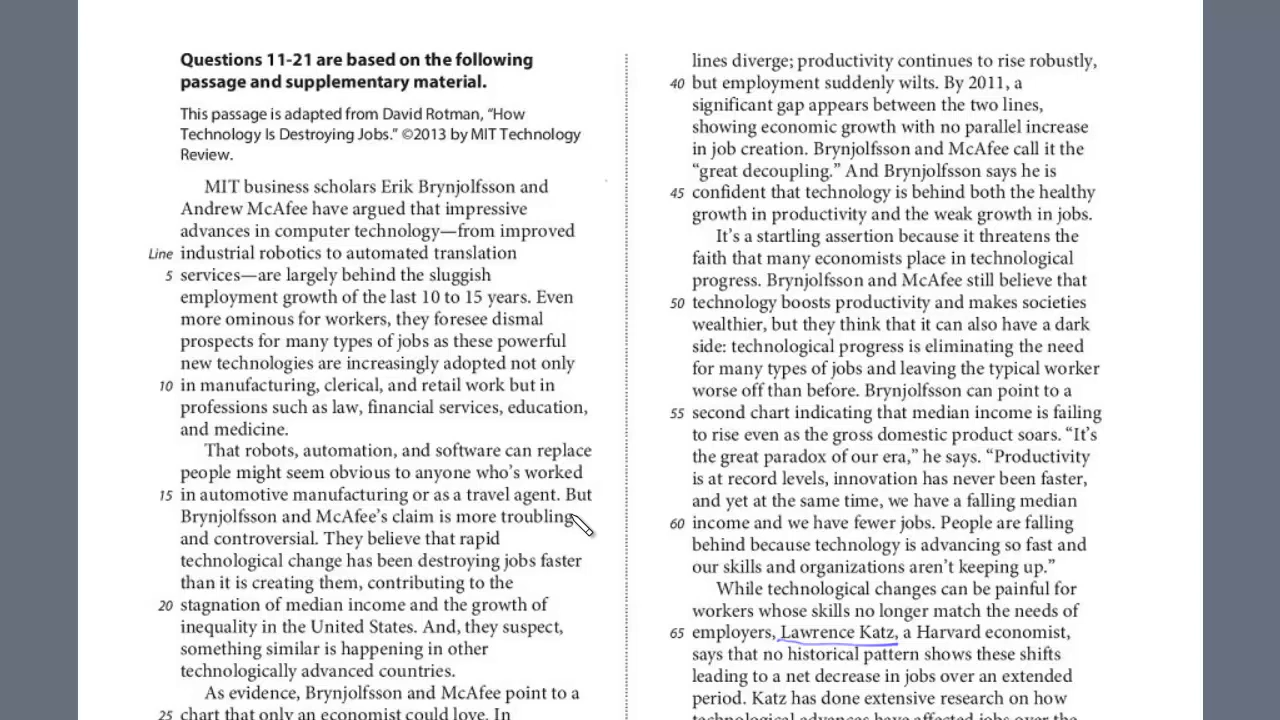 Questions 11-21 are based on the following
passage and supplementary material.
This passage is adapted from David Rotman, “How
Technology Is Destroying Jobs.” ©2013 by MIT Technology
Review.
MIT business scholars Erik Brynjolfsson and
Andrew McAfee have argued that impressive
advances in computer technology—from improved
Line industrial robotics to automated translation
5 services—are largely behind the sluggish
employment growth of the last 10 to 15 years. Even
more ominous for workers, they foresee dismal
prospects for many types of jobs as these powerful
new technologies are increasingly adopted not only
10 in manufacturing, clerical, and retail work but in
professions such as law, financial services, education,
and medicine.
That robots, automation, and software can replace
people might seem obvious to anyone who’s worked
15 in automotive manufacturing or as a travel agent. But
Brynjolfsson and McAfee’s claim is more troubling
and controversial. They believe that rapid
technological change has been destroying jobs faster
than it is creating them, contributing to the
20 stagnation of median income and the growth of
inequality in the United States. And, they suspect,
something similar is happening in other
technologically advanced countries.
As evidence, Brynjolfsson and McAfee point to a
25 chart that only an economist could love. In
lines diverge; productivity continues to rise robustly,
40 but employment suddenly wilts. By 2011, a
significant gap appears between the two lines,
showing economic growth with no parallel increase
in job creation. Brynjolfsson and McAfee call it the
“great decoupling.” And Brynjolfsson says he is
45 confident that technology is behind both the healthy
growth in productivity and the weak growth in jobs.
It’s a startling assertion because it threatens the
faith that many economists place in technological
progress. Brynjolfsson and McAfee still believe that
50 technology boosts productivity and makes societies
wealthier, but they think that it can also have a dark
side: technological progress is eliminating the need
for many types of jobs and leaving the typical worker
worse off than before. Brynjolfsson can point to a
55 second chart indicating that median income is failing
to rise even as the gross domestic product soars. “It’s
the great paradox of our era,” he says. “Productivity
is at record levels, innovation has never been faster,
and yet at the same time, we have a falling median
60 income and we have fewer jobs. People are falling
behind because technology is advancing so fast and
our skills and organizations aren’t keeping up.”
While technological changes can be painful for
workers whose skills no longer match the needs of
65 employers, Lawrence Katz, a Harvard economist,
says that no historical pattern shows these shifts
leading to a net decrease in jobs over an extended
period. Katz has done extensive research on how
technological advances have affected jobs over the